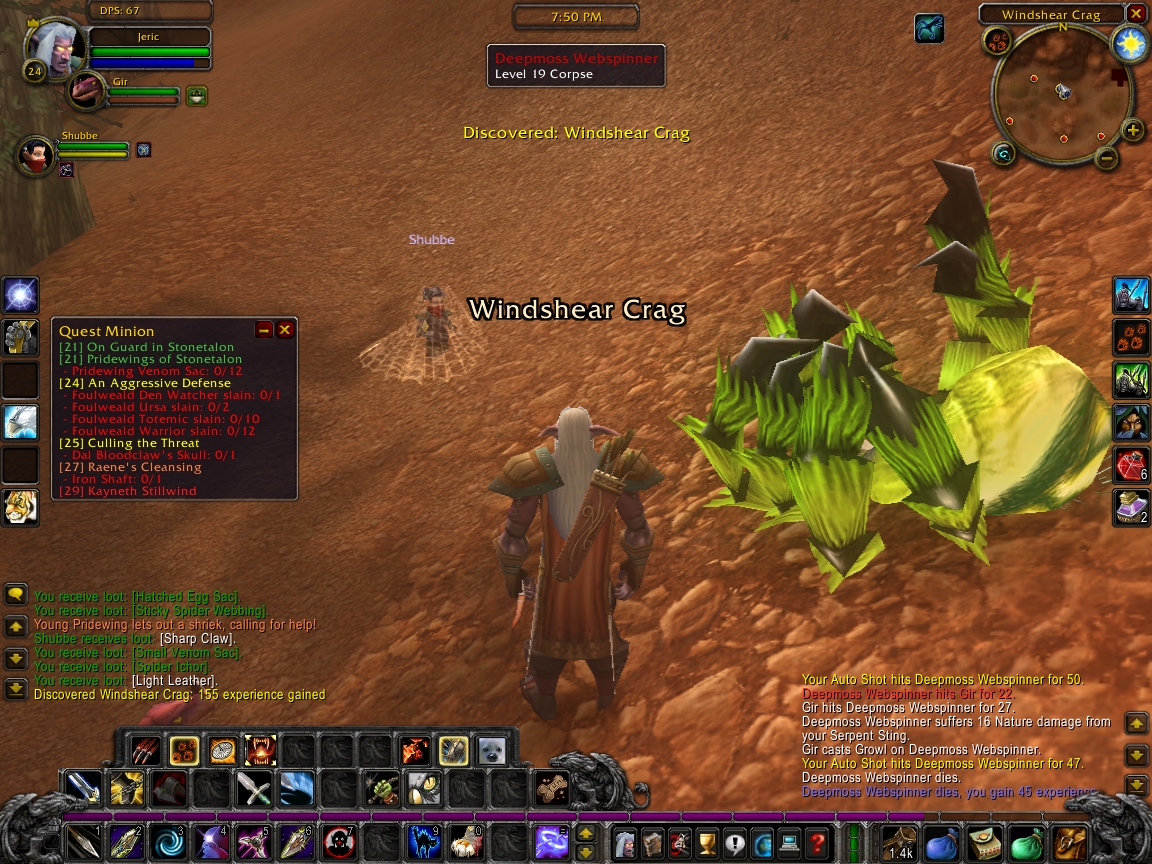 DPS: 67
7:50 PM
Windshear Crag
Jeric
N
24
Gir
Deepmoss Webspinner
Level 19 Corpse
Shubbe
Discovered: Windshear Crag
Shubbe
Windshear Crag
Quest Minion
[21] On Guard in Stonetalon
[21] Pridewings of Stonetalon
- Pridewing Venom Sac: 0/12
[24] An Aggressive Defense
- Foulweald Den Watcher slain: 0/1
- Foulweald Ursa slain: 0/2
- Foulweald Totemic slain: 0/10
- Foulweald Warrior slain: 0/12
[25] Culling the Threat
- Dal Bloodclaw's Skull: 0/1
[27] Raene's Cleansing
- Iron Shaft: 0/1
[29] Kayneth Stillwind
6
2
You receive loot: [Hatched Egg Sac].
You receive loot: [Sticky Spider Webbing].
Young Pridewing lets out a shriek, calling for help!
Shubbe receives loot: [Sharp Claw].
You receive loot: [Small Venom Sac].
You receive loot: [Spider Ichor].
You receive loot: [Light Leather].
Discovered Windshear Crag: 155 experience gained
Your Auto Shot hits Deepmoss Webspinner for 50.
Deepmoss Webspinner hits Gir for 22.
Gir hits Deepmoss Webspinner for 27.
Deepmoss Webspinner suffers 16 Nature damage from
your Serpent Sting.
Gir casts Growl on Deepmoss Webspinner.
Your Auto Shot hits Deepmoss Webspinner for 47.
Deepmoss Webspinner dies.
Deepmoss Webspinner dies, you gain 45 experience.
1 2 3 4 5 6 7 9 0 =
1.4k